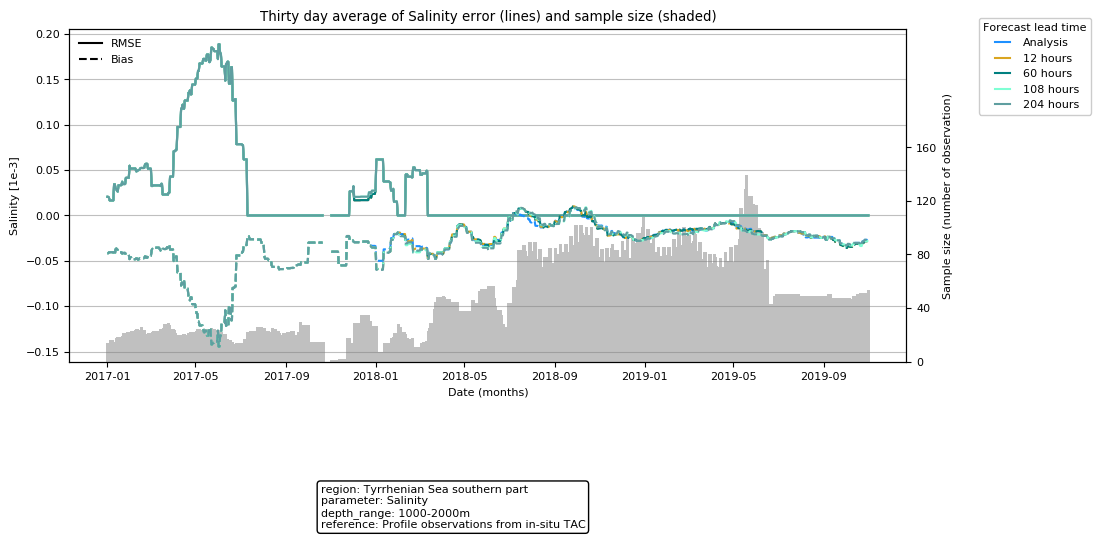 Thirty day average of Salinity error (lines) and sample size (shaded)
Forecast lead time
Analysis
12 hours
60 hours
108 hours
204 hours
RMSE
Bias
0.20
0.15
0.10
0.05
0.00
−0.05
−0.10
−0.15
Salinity [1e-3]
160
120
80
40
0
Sample size (number of observation)
2017-01 2017-05 2017-09 2018-01 2018-05 2018-09 2019-01 2019-05 2019-09
Date (months)
region: Tyrrhenian Sea southern part
parameter: Salinity
depth_range: 1000-2000m
reference: Profile observations from in-situ TAC